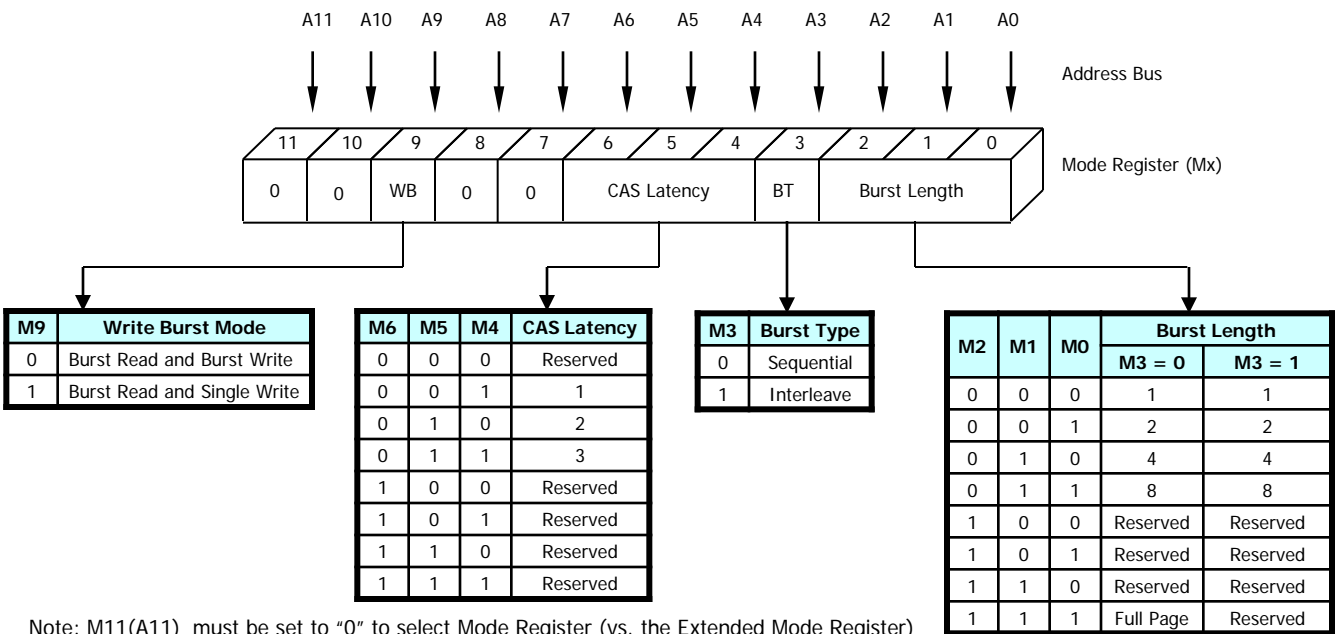 A11 A10 A9 A8 A7 A6 A5 A4 A3 A2 A1 A0
Address Bus
11 10 9 8 7 6 5 4 3 2 1 0
Mode Register (Mx)
0 0 WB 0 0 CAS Latency BT Burst Length
M9 Write Burst Mode
0 Burst Read and Burst Write
1 Burst Read and Single Write
M6 M5 M4 CAS Latency
0 0 0 Reserved
0 0 1 1
0 1 0 2
0 1 1 3
1 0 0 Reserved
1 0 1 Reserved
1 1 0 Reserved
1 1 1 Reserved
M3 Burst Type
0 Sequential
1 Interleave
M2 M1 M0 Burst Length
M3 = 0 M3 = 1
0 0 0 1 1
0 0 1 2 2
0 1 0 4 4
0 1 1 8 8
1 0 0 Reserved Reserved
1 0 1 Reserved Reserved
1 1 0 Reserved Reserved
1 1 1 Full Page Reserved
Note: M11(A11) must be set to “0” to select Mode Register (vs. the Extended Mode Register)